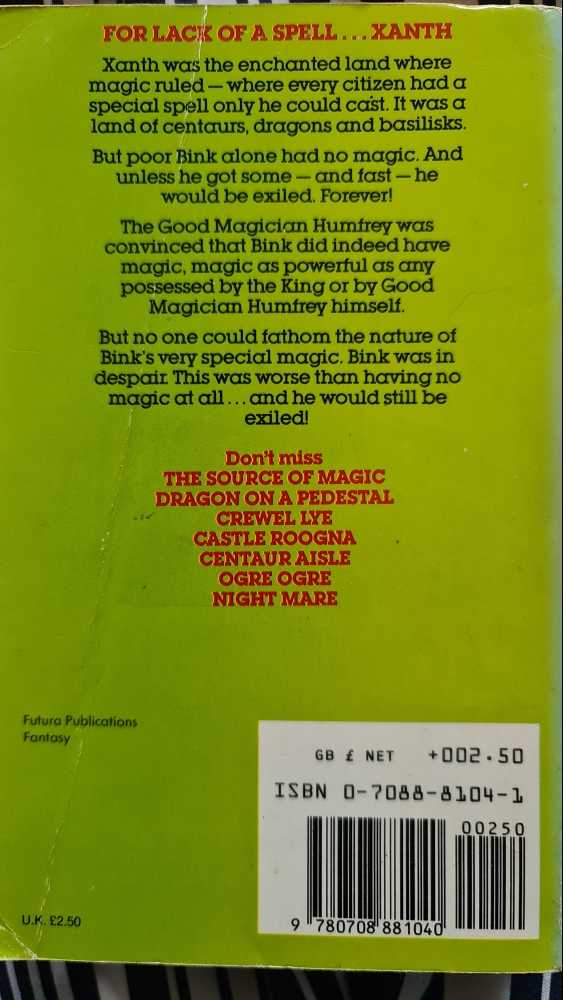 FOR LACK OF A SPELL... XANTH
Xanth was the enchanted land where
magic ruled — where every citizen had a
special spell only he could cast. It was a
land of centaurs, dragons and basilisks.
But poor Bink alone had no magic. And
unless he got some — and fast — he
would be exiled. Forever!
The Good Magician Humfrey was
convinced that Bink did indeed have
magic, magic as powerful as any
possessed by the King or by Good
Magician Humfrey himself.
But no one could fathom the nature of
Bink's very special magic. Bink was in
despair. This was worse than having no
magic at all... and he would still be
exiled!
Don't miss
THE SOURCE OF MAGIC
DRAGON ON A PEDESTAL
CREWEL LYE
CASTLE ROOGNA
CENTAUR AISLE
OGRE OGRE
NIGHT MARE
Futura Publications
Fantasy
GB £ NET +002.50
ISBN 0-7088-8104-1
00250
9 780708 881040
U.K. £2.50